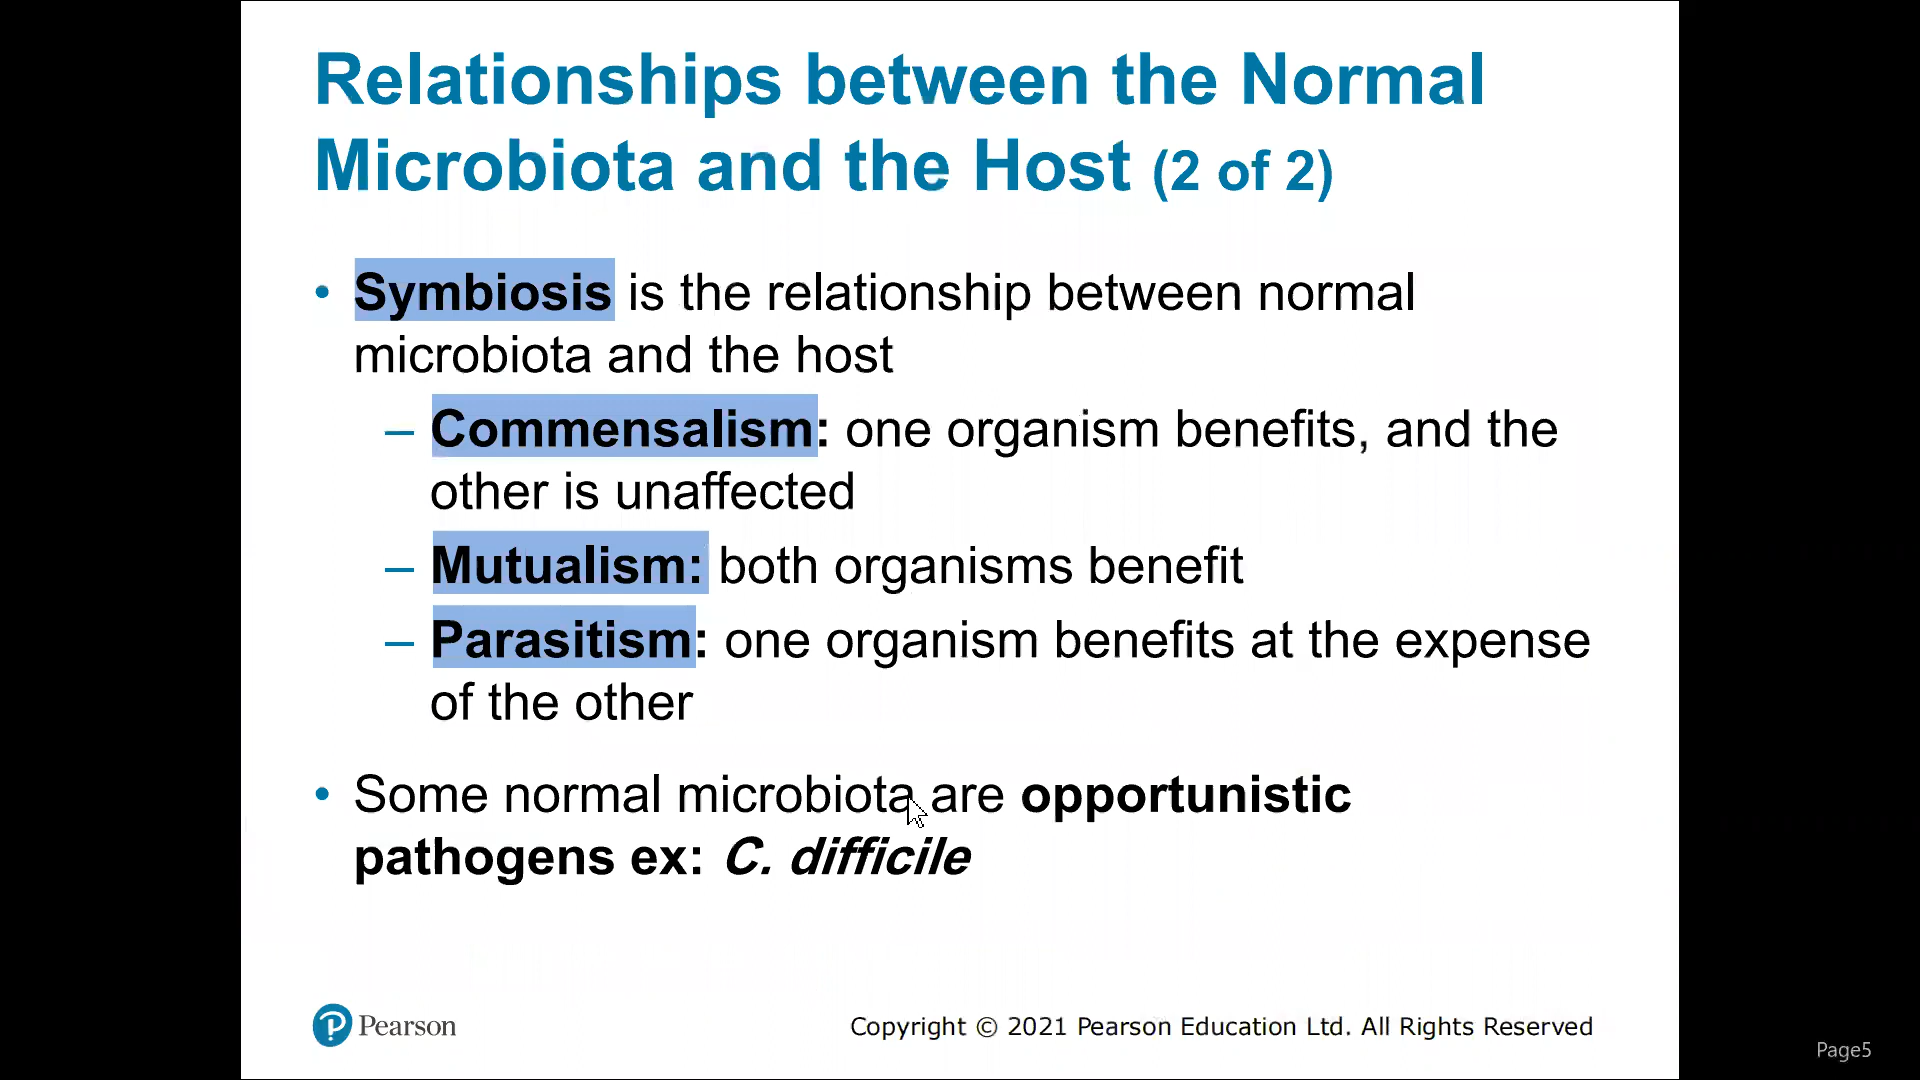 Relationships between the Normal
Microbiota and the Host (2 of 2)
• Symbiosis is the relationship between normal
microbiota and the host
– Commensalism: one organism benefits, and the
other is unaffected
– Mutualism: both organisms benefit
– Parasitism: one organism benefits at the expense
of the other
• Some normal microbiota are opportunistic
pathogens ex: C. difficile
P Pearson
Copyright © 2021 Pearson Education Ltd. All Rights Reserved
Page5